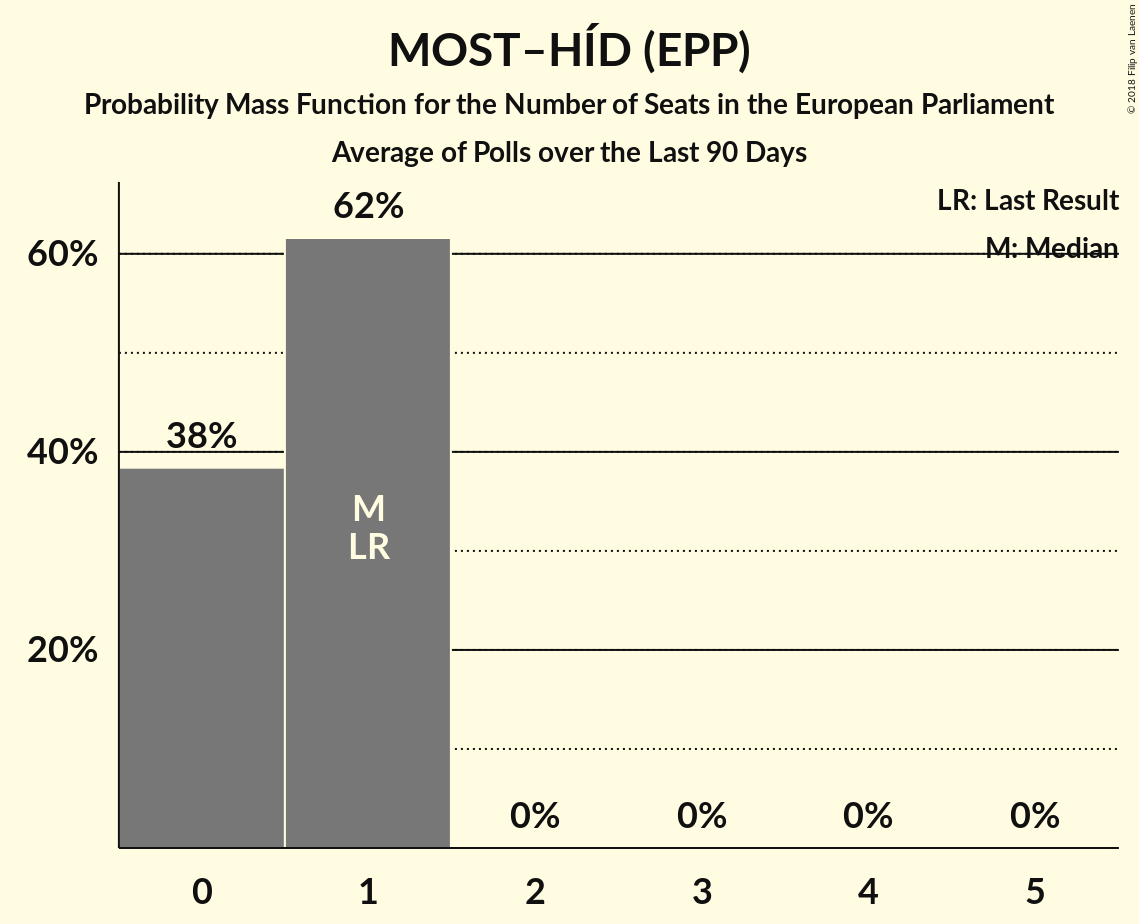 MOST–HÍD (EPP)
Probability Mass Function for the Number of Seats in the European Parliament
Average of Polls over the Last 90 Days
© 2018 Filip van Laenen
LR: Last Result
M: Median
62%
60%
38%
40%
M
LR
20%
0% 0% 0% 0%
0 1 2 3 4 5